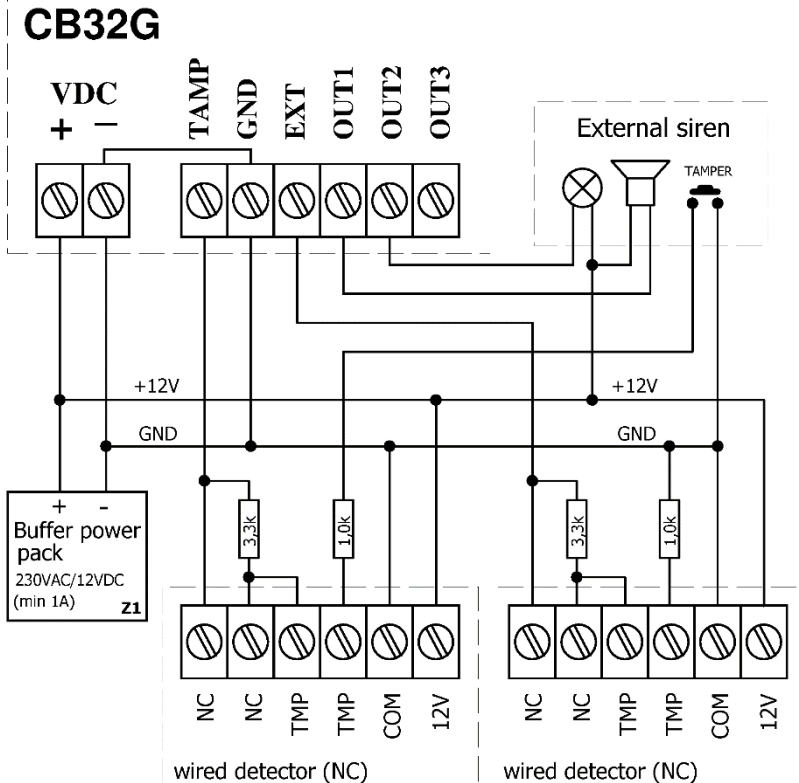 CB32G
VDC
+ −
TAMP
GND
EXT
OUT1
OUT2
OUT3
External siren
TAMPER
+12V
+12V
GND
GND
+ -
Buffer power
pack
230VAC/12VDC
(min 1A)
Z1
3,3k
1,0k
3,3k
1,0k
NC
NC
TMP
TMP
COM
12V
NC
NC
TMP
TMP
COM
12V
wired detector (NC)
wired detector (NC)